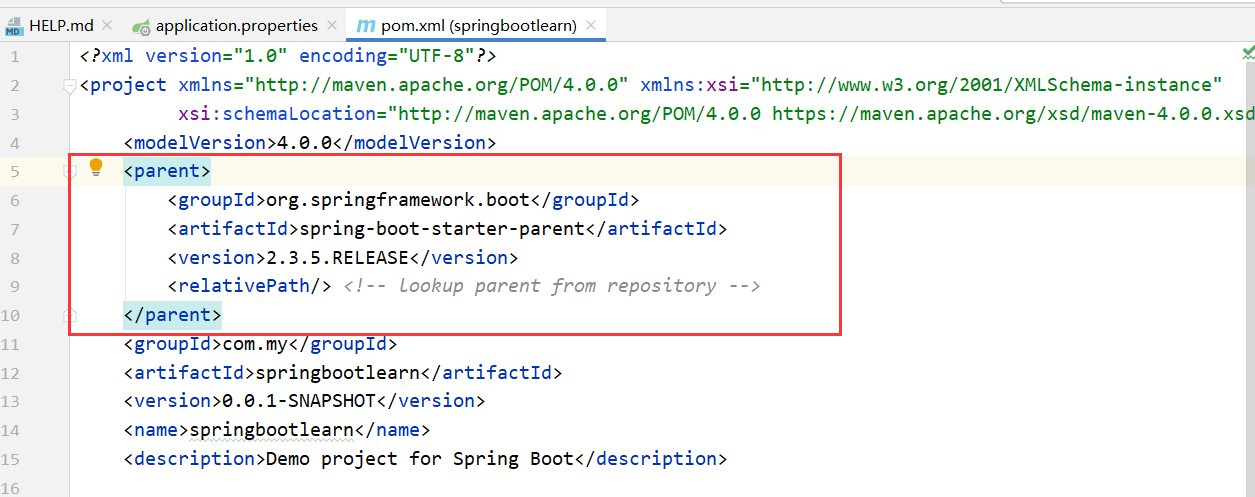 MD HELP.md × application.properties × m pom.xml (springbootlearn) ×
1 <?xml version="1.0" encoding="UTF-8"?>
2 <project xmlns="http://maven.apache.org/POM/4.0.0" xmlns:xsi="http://www.w3.org/2001/XMLSchema-instance"
3 xsi:schemaLocation="http://maven.apache.org/POM/4.0.0 https://maven.apache.org/xsd/maven-4.0.0.xsd
4 <modelVersion>4.0.0</modelVersion>
5 <parent>
6 <groupId>org.springframework.boot</groupId>
7 <artifactId>spring-boot-starter-parent</artifactId>
8 <version>2.3.5.RELEASE</version>
9 <relativePath/> <!-- lookup parent from repository -->
10 </parent>
11 <groupId>com.my</groupId>
12 <artifactId>springbootlearn</artifactId>
13 <version>0.0.1-SNAPSHOT</version>
14 <name>springbootlearn</name>
15 <description>Demo project for Spring Boot</description>
16